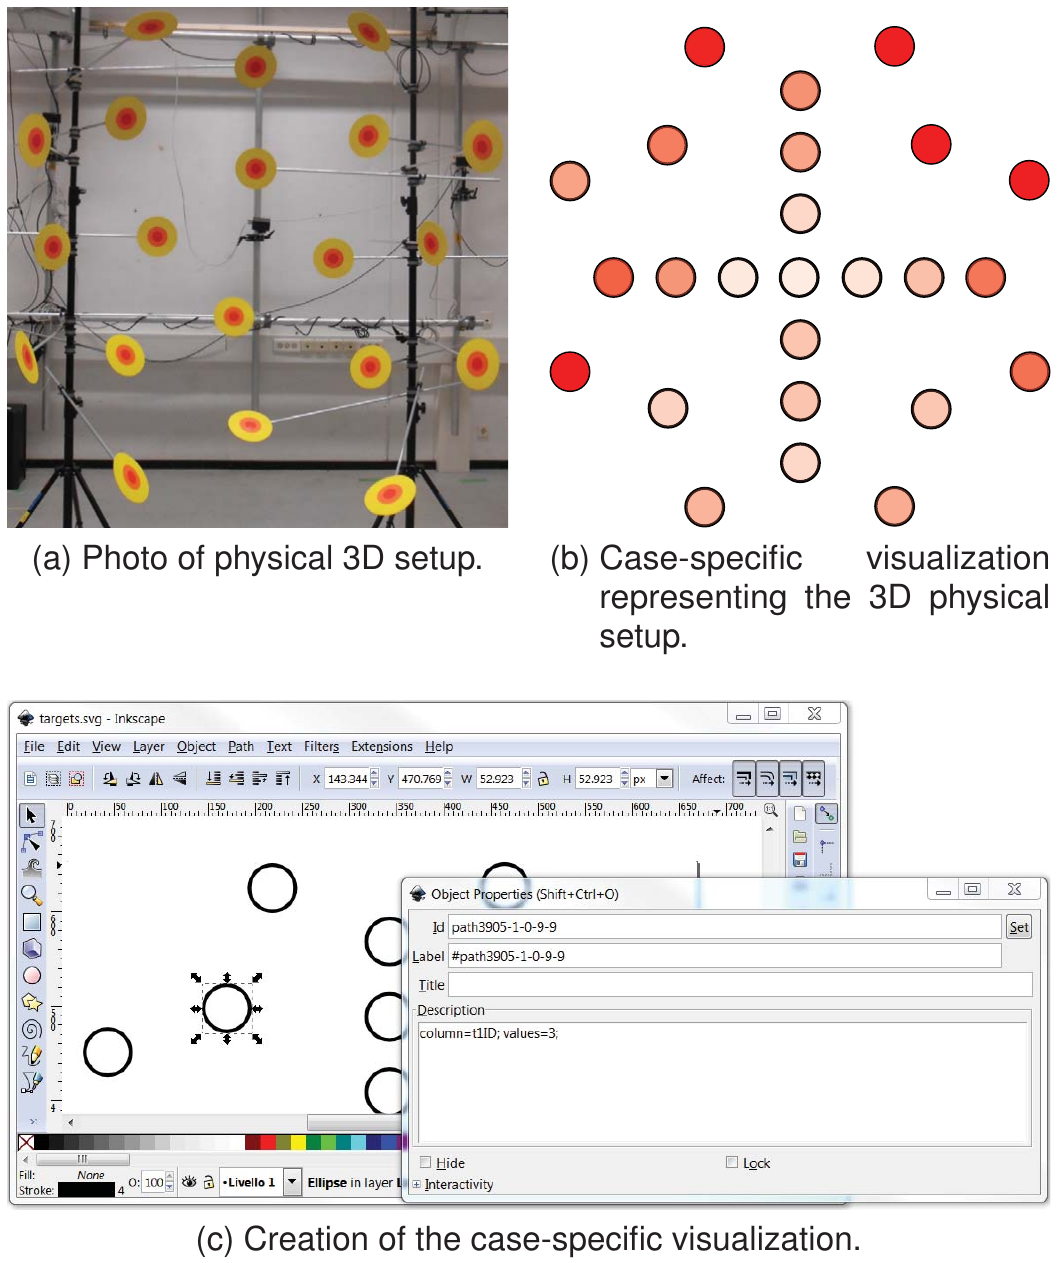 (a) Photo of physical 3D setup.
(b) Case-specific visualization
representing the 3D physical
setup.
targets.svg - Inkscape
File Edit View Layer Object Path Text Filters Extensions Help
X 143.344 Y 470.769 W 52.923 H 52.923 px Affect:
0 50 100 150 200 250 300 350 400 450 500 550 600 650 700
Object Properties (Shift+Ctrl+O)
Id path3905-1-0-9-9 Set
Label #path3905-1-0-9-9
Title
Description
column=t1ID; values=3;
Hide Lock
Interactivity
Fill: None
Stroke: 4 O: 100 •Livello 1 Ellipse in layer
(c) Creation of the case-specific visualization.